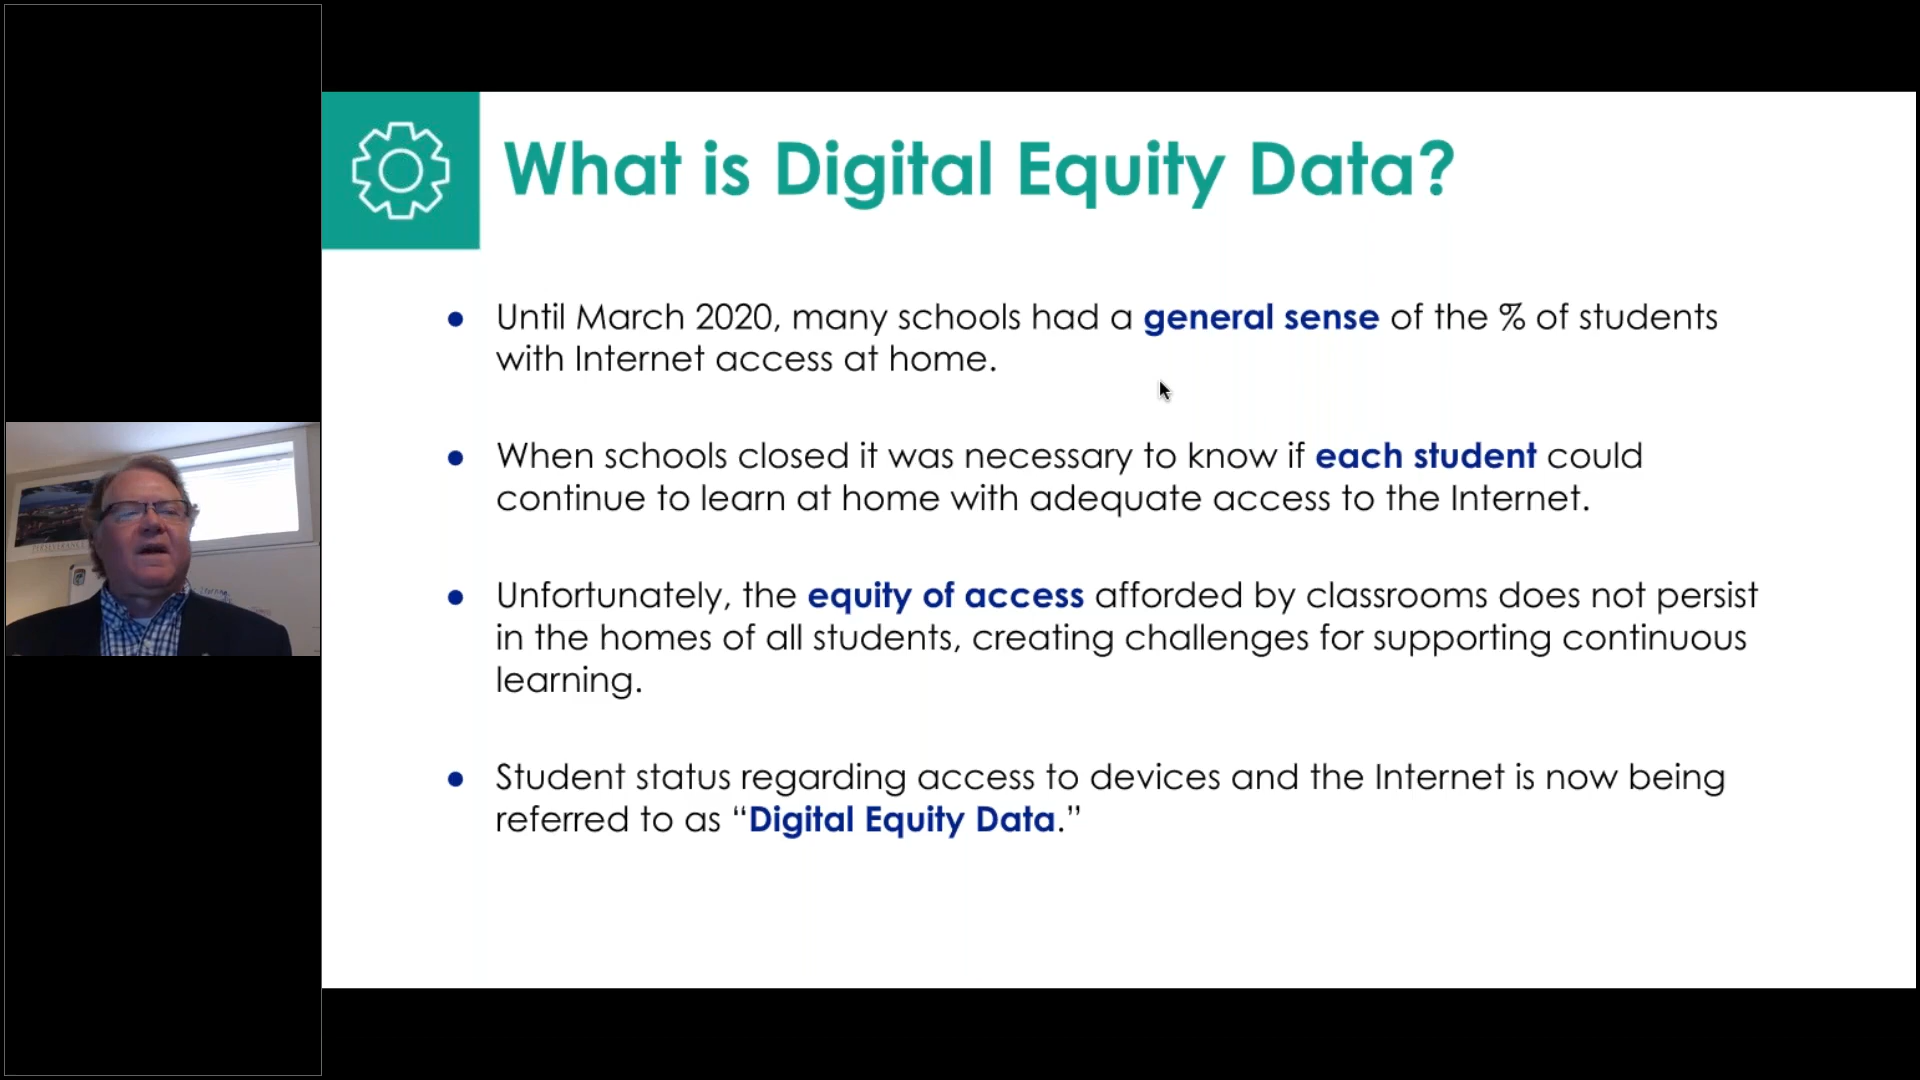 What is Digital Equity Data?
● Until March 2020, many schools had a general sense of the % of students
with Internet access at home.
● When schools closed it was necessary to know if each student could
continue to learn at home with adequate access to the Internet.
● Unfortunately, the equity of access afforded by classrooms does not persist
in the homes of all students, creating challenges for supporting continuous
learning.
● Student status regarding access to devices and the Internet is now being
referred to as “Digital Equity Data.”
PERSEVERANCE